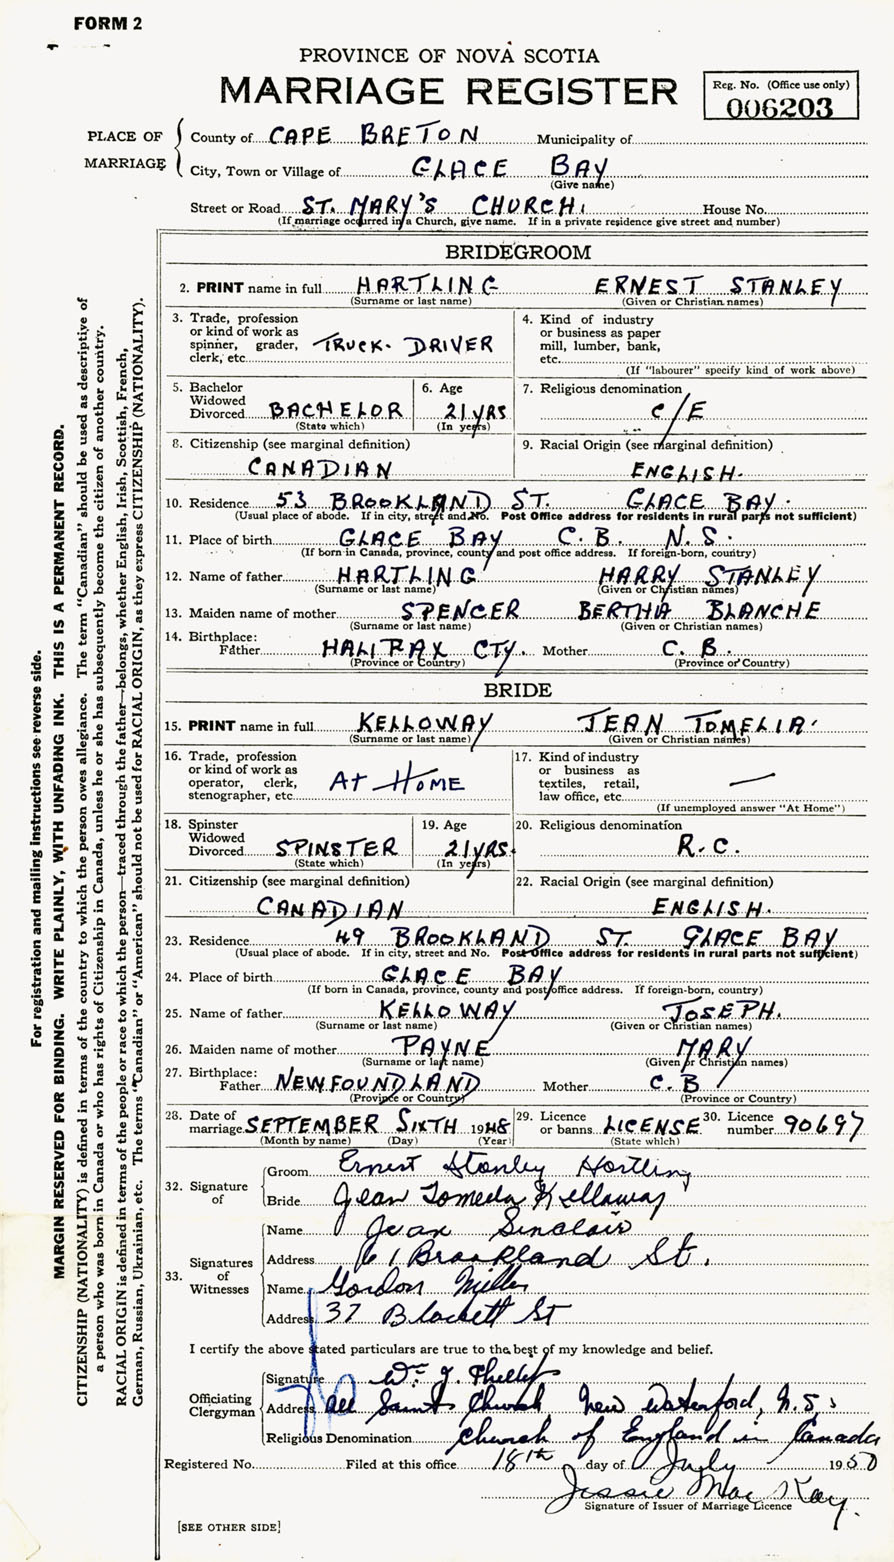 FORM 2
PROVINCE OF NOVA SCOTIA
MARRIAGE REGISTER
Reg. No. (Office use only)
006203
PLACE OF MARRIAGE
County of CAPE BRETON Municipality of
City, Town or Village of GLACE BAY
(Give name)
Street or Road ST. MARY'S CHURCH. House No.
(If marriage occurred in a Church, give name. If in a private residence give street and number)
BRIDEGROOM
2. PRINT name in full HARTLING ERNEST STANLEY
(Surname or last name) (Given or Christian names)
3. Trade, profession or kind of work as spinner, grader, clerk, etc. TRUCK-DRIVER
4. Kind of industry or business as paper mill, lumber, bank, etc.
(If "labourer" specify kind of work above)
5. Bachelor Widowed Divorced BACHELOR
(State which)
6. Age 21 YRS
(In years)
7. Religious denomination
C/E
8. Citizenship (see marginal definition)
CANADIAN
9. Racial Origin (see marginal definition)
ENGLISH.
10. Residence 53 BROOKLAND ST. GLACE BAY.
(Usual place of abode. If in city, street and No. Post Office address for residents in rural parts not sufficient)
11. Place of birth GLACE BAY C.B. N.S.
(If born in Canada, province, county and post office address. If foreign-born, country)
12. Name of father HARTLING HARRY STANLEY
(Surname or last name) (Given or Christian names)
13. Maiden name of mother SPENCER BERTHA BLANCHE
(Surname or last name) (Given or Christian names)
14. Birthplace:
Father HALIFAX CTY. Mother C.B.
(Province or Country) (Province or Country)
BRIDE
15. PRINT name in full KELLOWAY JEAN TOMELIA
(Surname or last name) (Given or Christian names)
16. Trade, profession or kind of work as operator, clerk, stenographer, etc. AT HOME
17. Kind of industry or business as textiles, retail, law office, etc. —
(If unemployed answer "At Home")
18. Spinster Widowed Divorced SPINSTER
(State which)
19. Age 21 YRS.
(In years)
20. Religious denomination
R.C.
21. Citizenship (see marginal definition)
CANADIAN
22. Racial Origin (see marginal definition)
ENGLISH.
23. Residence 49 BROOKLAND ST. GLACE BAY
(Usual place of abode. If in city, street and No. Post Office address for residents in rural parts not sufficient)
24. Place of birth GLACE BAY
(If born in Canada, province, county and post office address. If foreign-born, country)
25. Name of father KELLOWAY JOSEPH.
(Surname or last name) (Given or Christian names)
26. Maiden name of mother PAYNE MARY
(Surname or last name) (Given or Christian names)
27. Birthplace:
Father NEWFOUNDLAND Mother C.B
(Province or Country) (Province or Country)
28. Date of marriage SEPTEMBER SIXTH 1948
(Month by name) (Day) (Year)
29. Licence or banns LICENSE
(State which)
30. Licence number 90697
32. Signature of
Groom Ernest Stanley Hartling
Bride Jean Tomeda Kelloway
33. Signatures of Witnesses
Name Jean Sinclair
Address 61 Brookland St.
Name Gordon Miller
Address 37 Blackett St
I certify the above stated particulars are true to the best of my knowledge and belief.
Officiating Clergyman
Signature Wm. J.
Address All Saints Church New Waterford, N.S.
Religious Denomination Church of England in Canada
Registered No. Filed at this office 18th day of July 1950
Jessie MacKay.
Signature of Issuer of Marriage Licence
[SEE OTHER SIDE]
For registration and mailing instructions see reverse side.
MARGIN RESERVED FOR BINDING. WRITE PLAINLY, WITH UNFADING INK. THIS IS A PERMANENT RECORD.
CITIZENSHIP (NATIONALITY) is defined in terms of the country to which the person owes allegiance. The term "Canadian" should be used as descriptive of
a person who was born in Canada or who has rights of Citizenship in Canada, unless he or she has subsequently become the citizen of another country.
RACIAL ORIGIN is defined in terms of the people or race to which the person—traced through the father—belongs, whether English, Irish, Scottish, French,
German, Russian, Ukrainian, etc. The terms "Canadian" or "American" should not be used for RACIAL ORIGIN, as they express CITIZENSHIP (NATIONALITY).